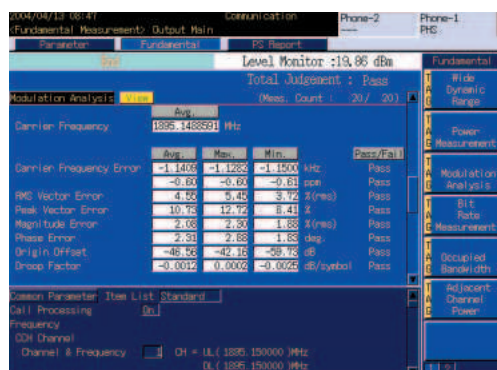 2004/04/13 08:47 Communication Phone-2 Phone-1
<Fundamental Measurement> Output Main ---- PHS
Parameter Fundamental PS Report Fundamental
Level Monitor :19.86 dBm
Total Judgement : Pass
Modulation Analysis View (Meas. Count : 20/ 20)
Avg.
Carrier Frequency 1895.1488591 MHz
Avg. Max. Min. Pass/Fail
Carrier Frequency Error -1.1409 -1.1282 -1.1500 kHz Pass
-0.60 -0.60 -0.61 ppm Pass
RMS Vector Error 4.55 5.45 3.72 %(rms) Pass
Peak Vector Error 10.73 12.72 8.41 % Pass
Magnitude Error 2.08 2.30 1.88 %(rms) Pass
Phase Error 2.31 2.88 1.83 deg. Pass
Origin Offset -46.56 -42.16 -58.73 dB Pass
Droop Factor -0.0012 0.0002 -0.0025 dB/symbol Pass
Common Parameter Item List Standard
Call Processing On
Frequency
CCH Channel
Channel & Frequency 1 CH = UL( 1895.150000 )MHz
DL( 1895.150000 )MHz
Wide Dynamic Range
Power Measurement
Modulation Analysis
Bit Rate Measurement
Occupied Bandwidth
Adjacent Channel Power